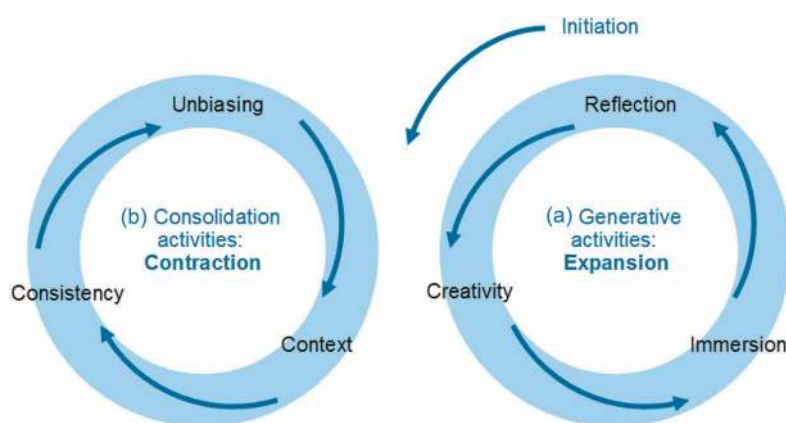 Initiation
Unbiasing
(b) Consolidation
activities:
Contraction
Consistency
Context
Reflection
(a) Generative
activities:
Expansion
Creativity
Immersion